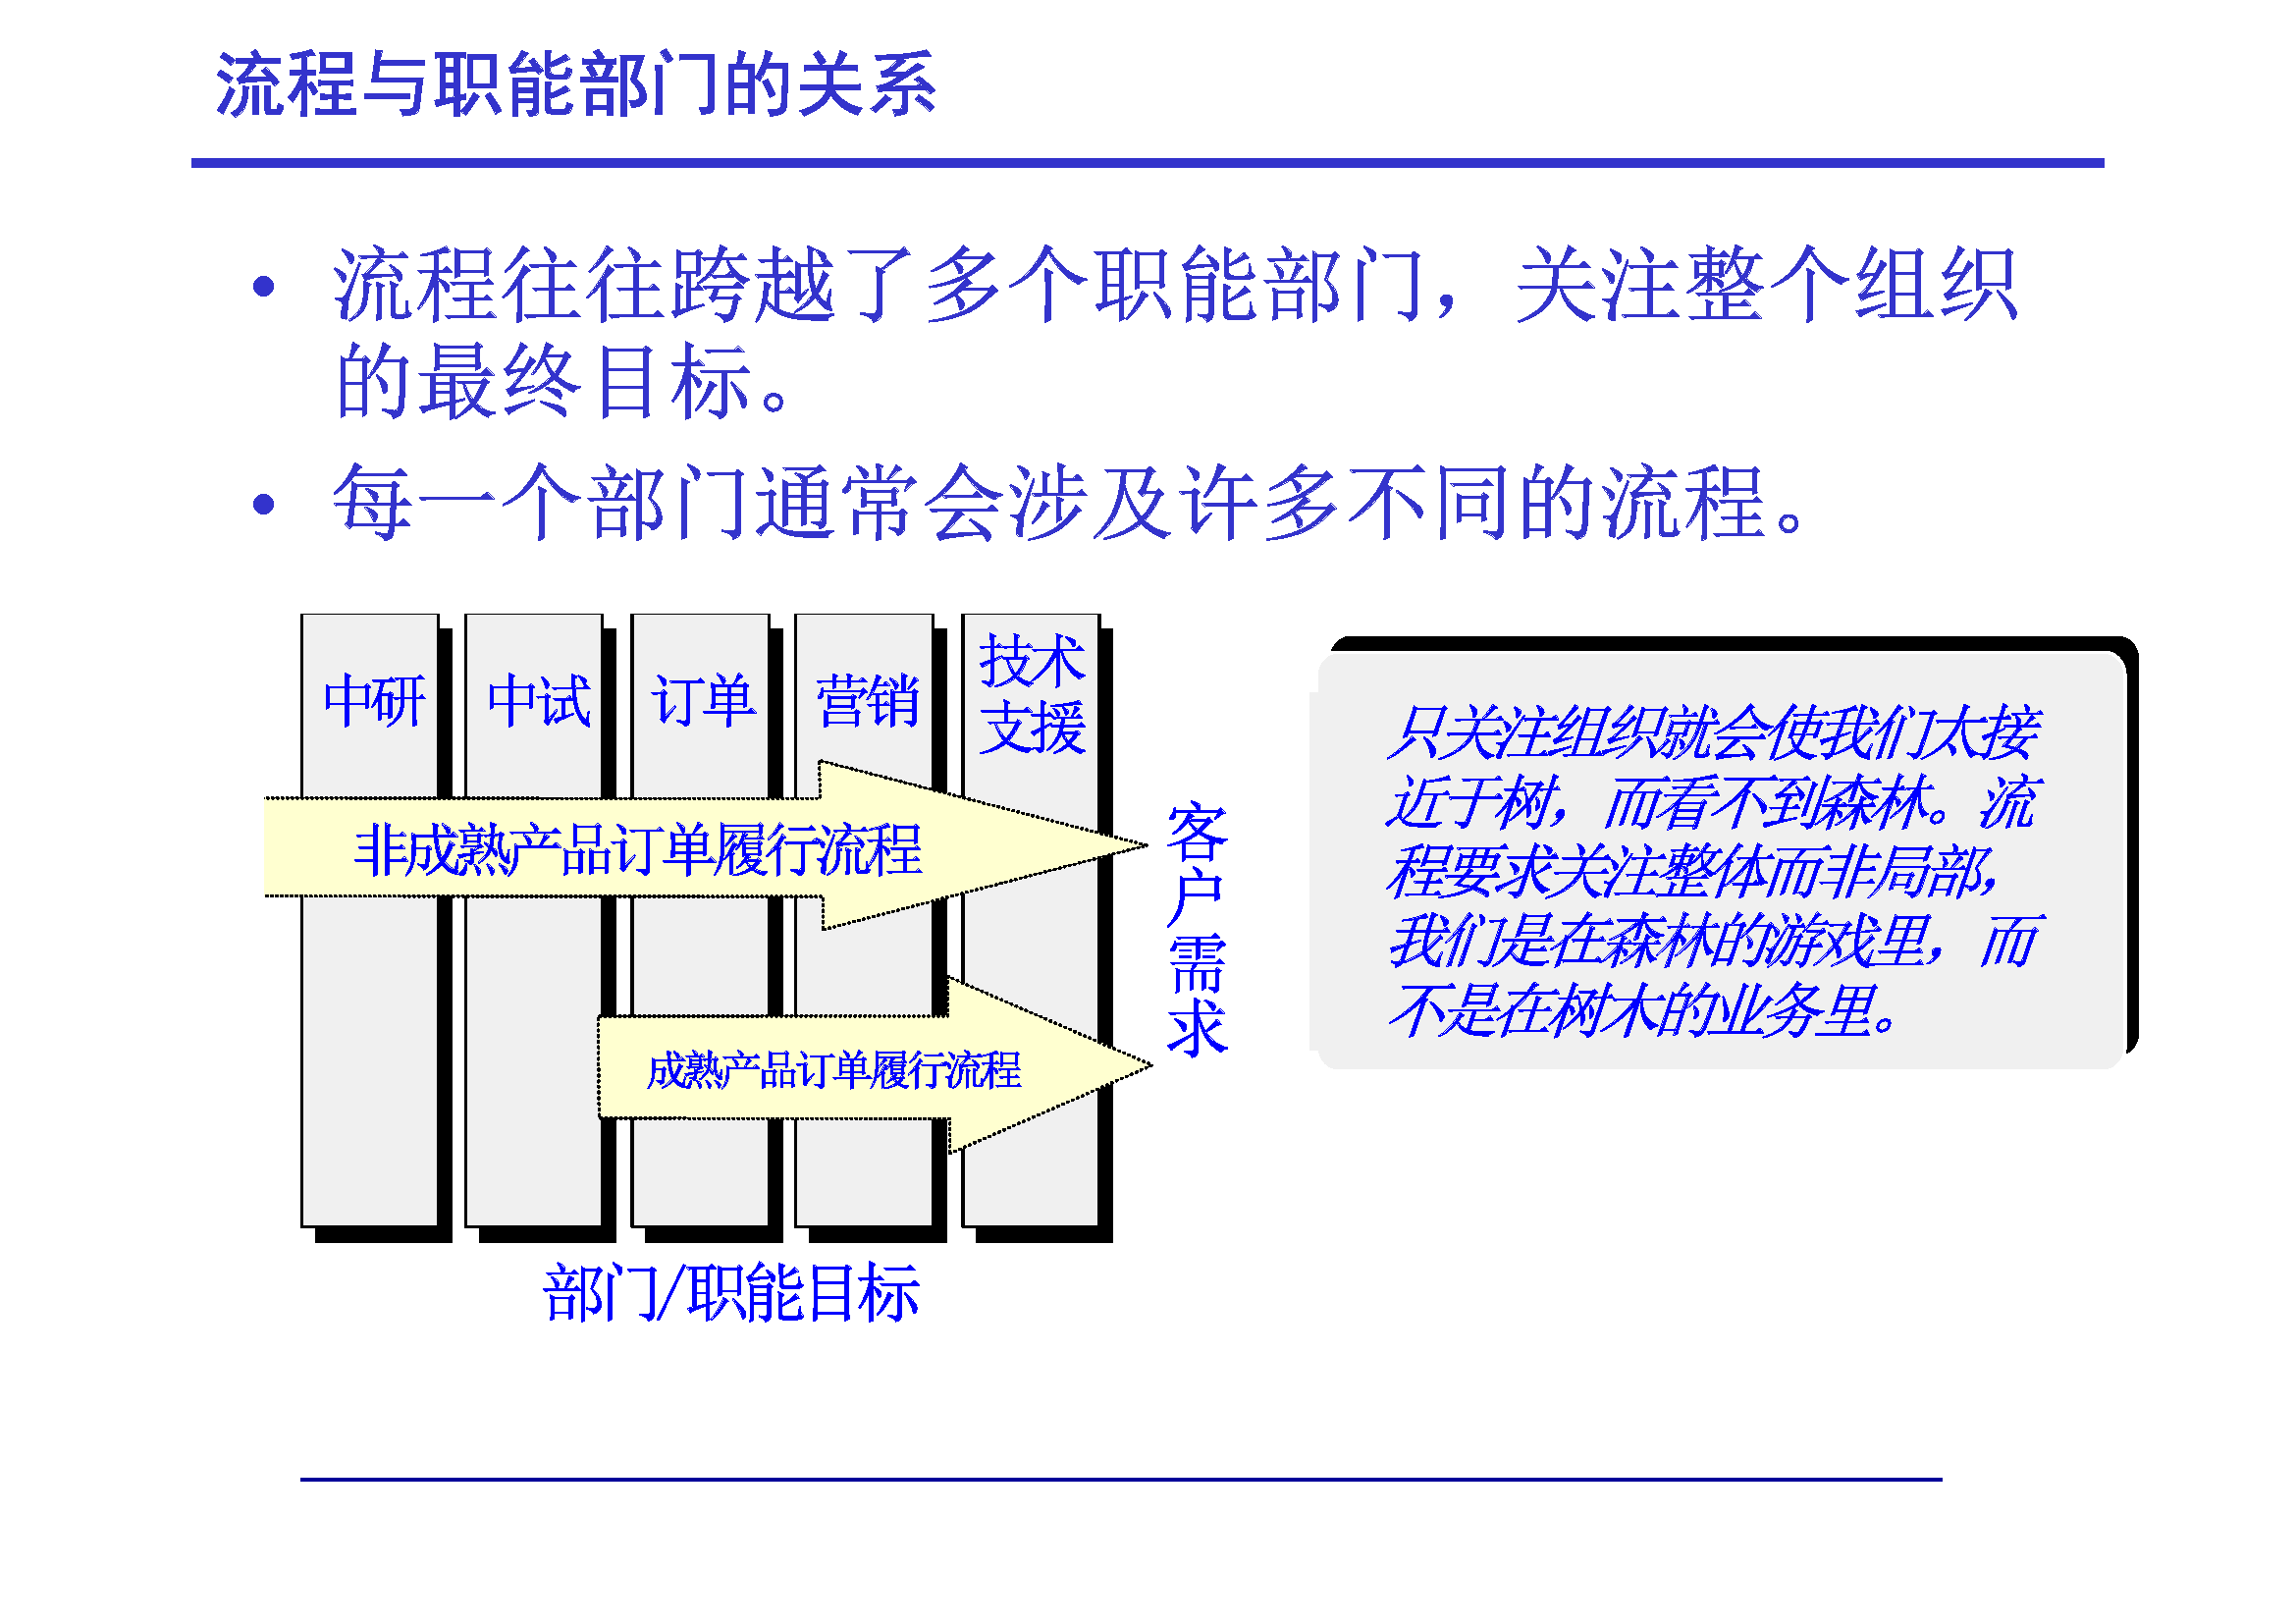 流程与职能部门的关系
• 流程往往跨越了多个职能部门，关注整个组织
的最终目标。
• 每一个部门通常会涉及许多不同的流程。
中研
中试
订单
营销
技术
支援
非成熟产品订单履行流程
成熟产品订单履行流程
客
户
需
求
部门/职能目标
只关注组织就会使我们太接
近于树，而看不到森林。流
程要求关注整体而非局部，
我们是在森林的游戏里，而
不是在树木的业务里。